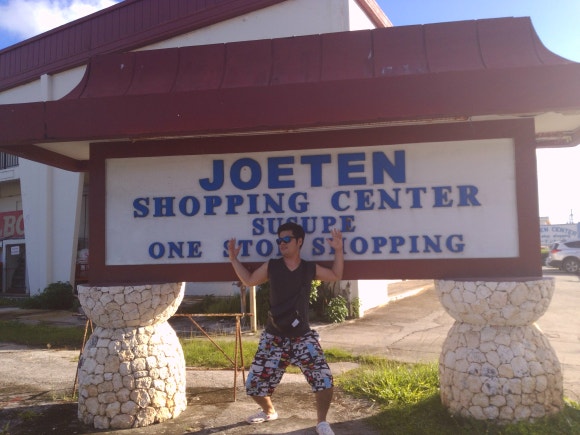 JOETEN
SHOPPING CENTER
SUSUPE
ONE STOP SHOPPING